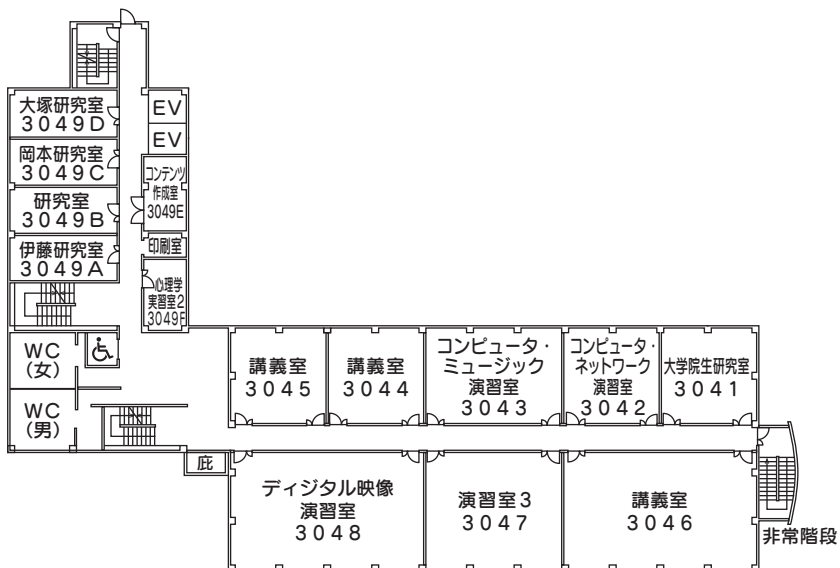 大塚研究室
3049D
岡本研究室
3049C
研究室
3049B
伊藤研究室
3049A
EV
EV
コンテンツ
作成室
3049E
印刷室
心理学
実習室2
3049F
WC
(女)
WC
(男)
講義室
3045
講義室
3044
コンピュータ・
ミュージック
演習室
3043
コンピュータ・
ネットワーク
演習室
3042
大学院生研究室
3041
庇
ディジタル映像
演習室
3048
演習室3
3047
講義室
3046
非常階段